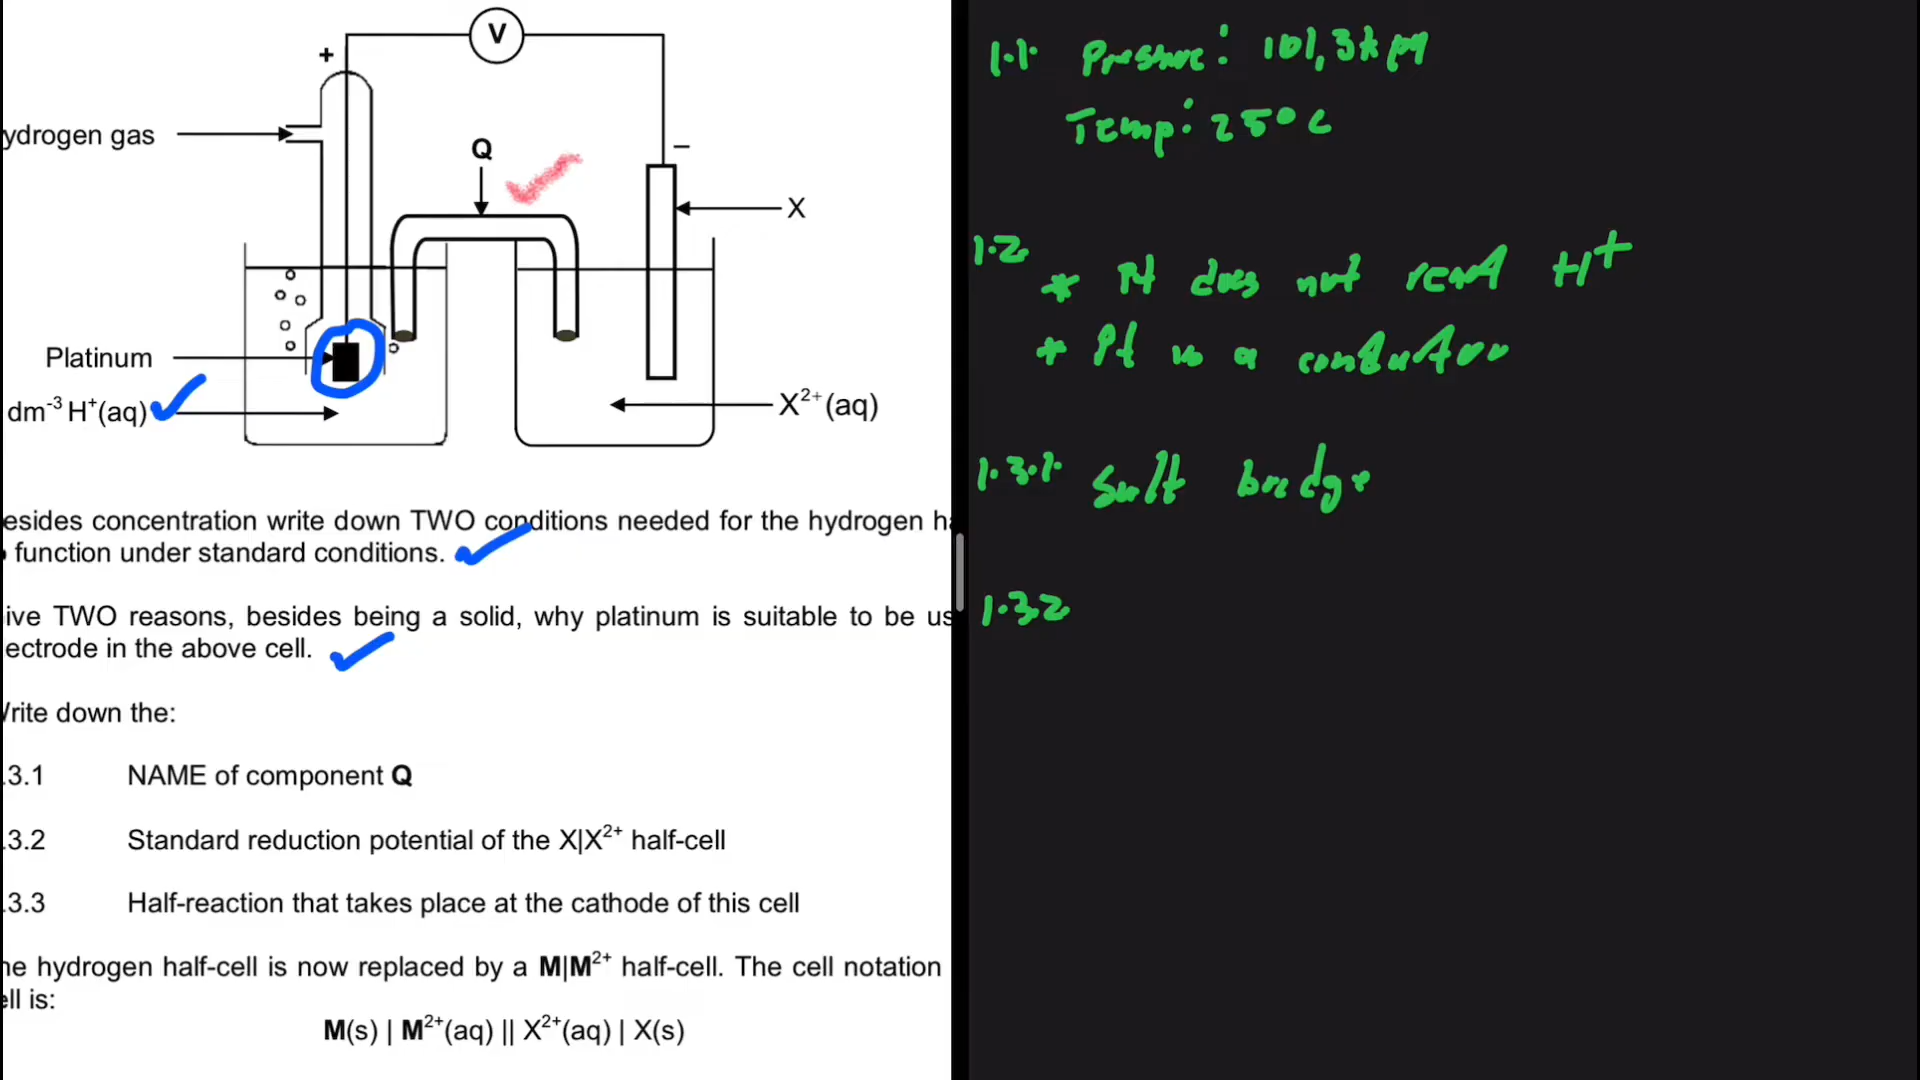 V
+
ydrogen gas
Q
–
X
Platinum
dm-3 H+(aq)
X2+(aq)
esides concentration write down TWO conditions needed for the hydrogen h
function under standard conditions.
ive TWO reasons, besides being a solid, why platinum is suitable to be us
ectrode in the above cell.
rite down the:
.3.1 NAME of component Q
.3.2 Standard reduction potential of the X|X2+ half-cell
.3.3 Half-reaction that takes place at the cathode of this cell
he hydrogen half-cell is now replaced by a M|M2+ half-cell. The cell notation
ell is:
M(s) | M2+(aq) || X2+(aq) | X(s)
1.1. Pressure: 101,3kpa
Temp: 25°C
1.2
* Pt does not react H+
* Pt is a conductor
1.3.1. Salt bridge
1.3.2